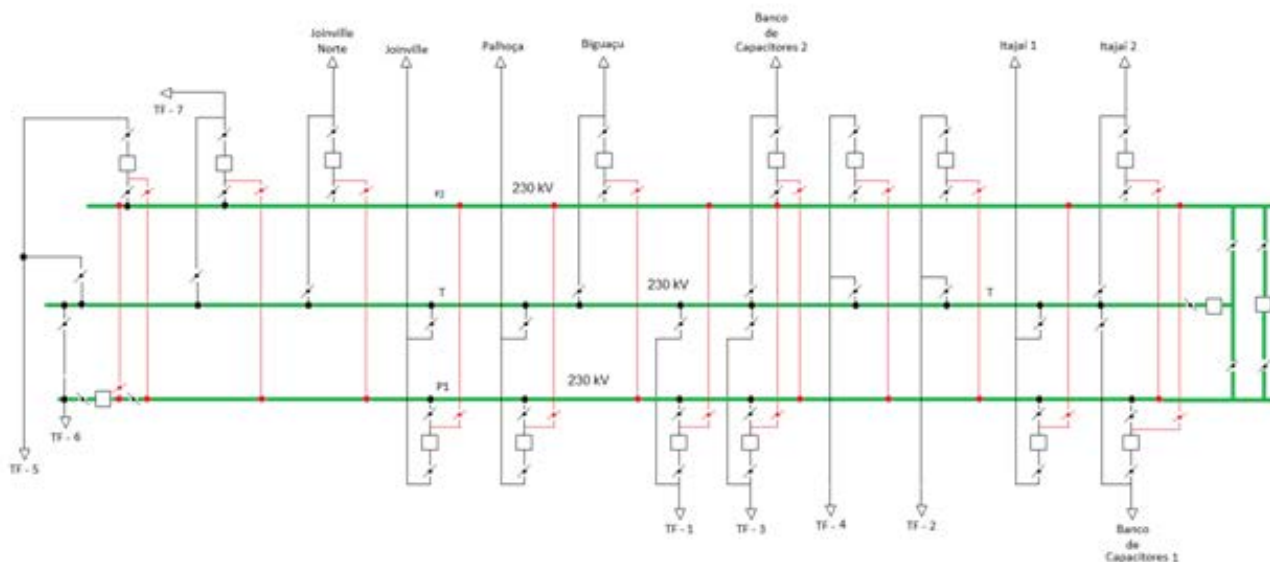 Banco
de
Capacitores 2
Joinville
Norte
Joinville
Palhoça
Biguaçu
Itajaí 1
Itajaí 2
TF - 7
P2
230 kV
T
230 kV
T
P1
230 kV
TF - 6
TF - 5
TF - 1
TF - 3
TF - 4
TF - 2
Banco
de
Capacitores 1